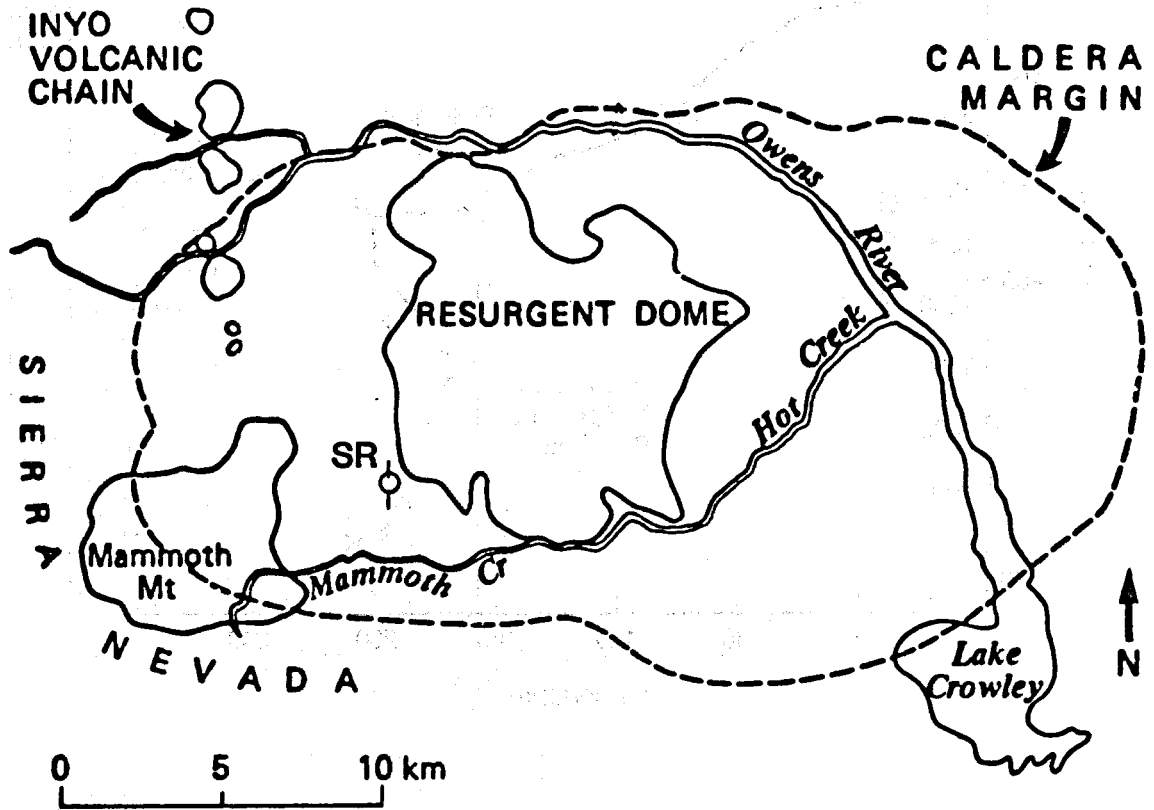 INYO
VOLCANIC
CHAIN
CALDERA
MARGIN
Owens
River
RESURGENT DOME
Hot
Creek
SIERRA
SR
Mammoth
Mt
Mammoth Cr
NEVADA
Lake
Crowley
N
0 5 10 km